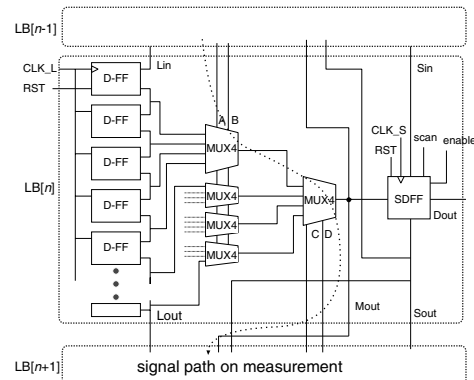 LB[n-1]
CLK_L
Lin
Sin
RST
D-FF
D-FF
D-FF
D-FF
D-FF
A B
MUX4
MUX4
MUX4
MUX4
MUX4
C D
CLK_S
RST
scan
enable
SDFF
Dout
LB[n]
Lout
Mout
Sout
LB[n+1]
signal path on measurement